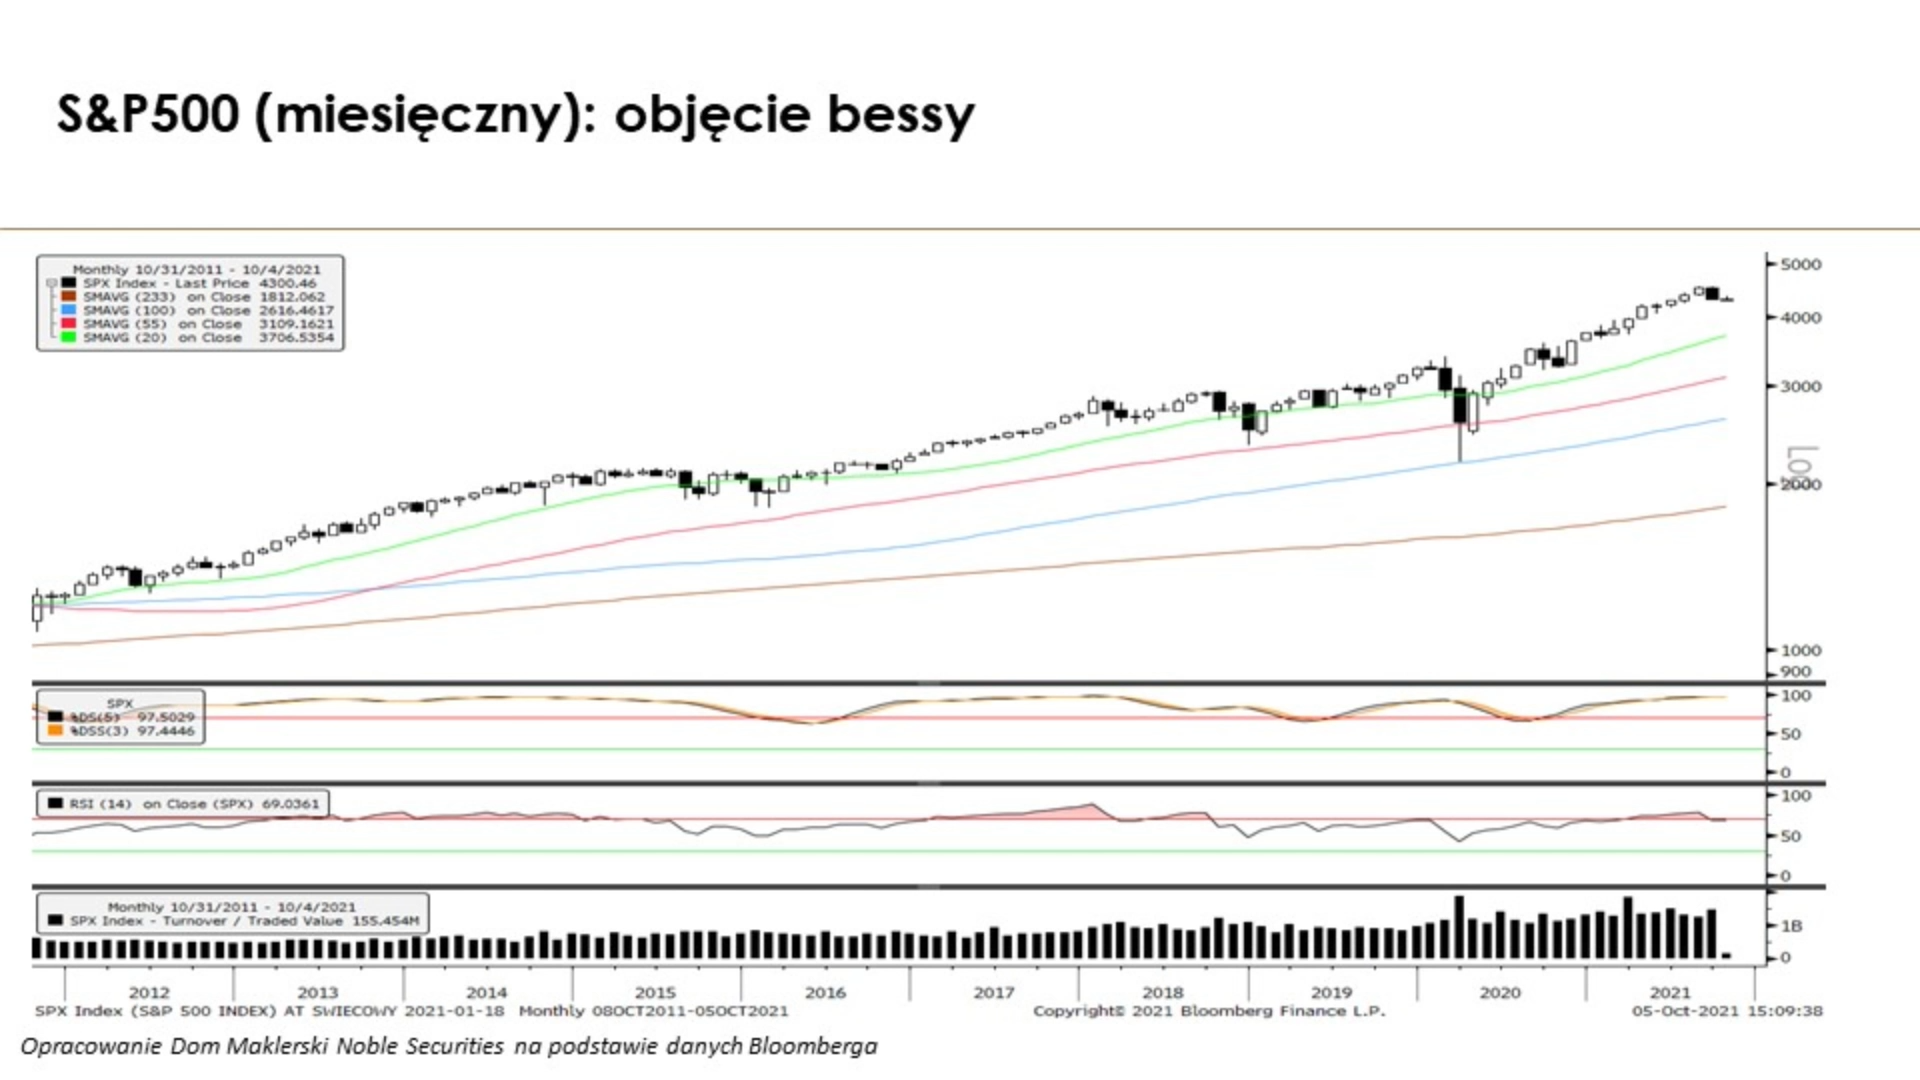 S&P500 (miesięczny): objęcie bessy
Monthly 10/31/2011 - 10/4/2021
SPX Index - Last Price 4300.46
SMAVG (233) on Close 1812.062
SMAVG (100) on Close 2616.4617
SMAVG (55) on Close 3109.1621
SMAVG (20) on Close 3706.5354
5000
4000
3000
Log
2000
1000
900
SPX
%DS(5) 97.5029
%DSS(3) 97.4446
100
50
0
RSI (14) on Close (SPX) 69.0361
100
50
0
Monthly 10/31/2011 - 10/4/2021
SPX Index - Turnover / Traded Value 155.454M
1B
0
2012 2013 2014 2015 2016 2017 2018 2019 2020 2021
SPX Index (S&P 500 INDEX) AT SWIECOWY 2021-01-18 Monthly 08OCT2011-05OCT2021 Copyright© 2021 Bloomberg Finance L.P. 05-Oct-2021 15:09:38
Opracowanie Dom Maklerski Noble Securities na podstawie danych Bloomberga